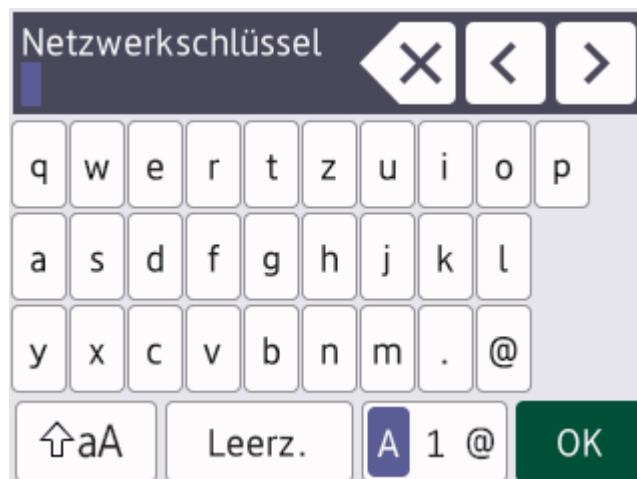 Netzwerkschlüssel
q w e r t z u i o p
a s d f g h j k l
y x c v b n m . @
aA Leerz. A 1 @ OK